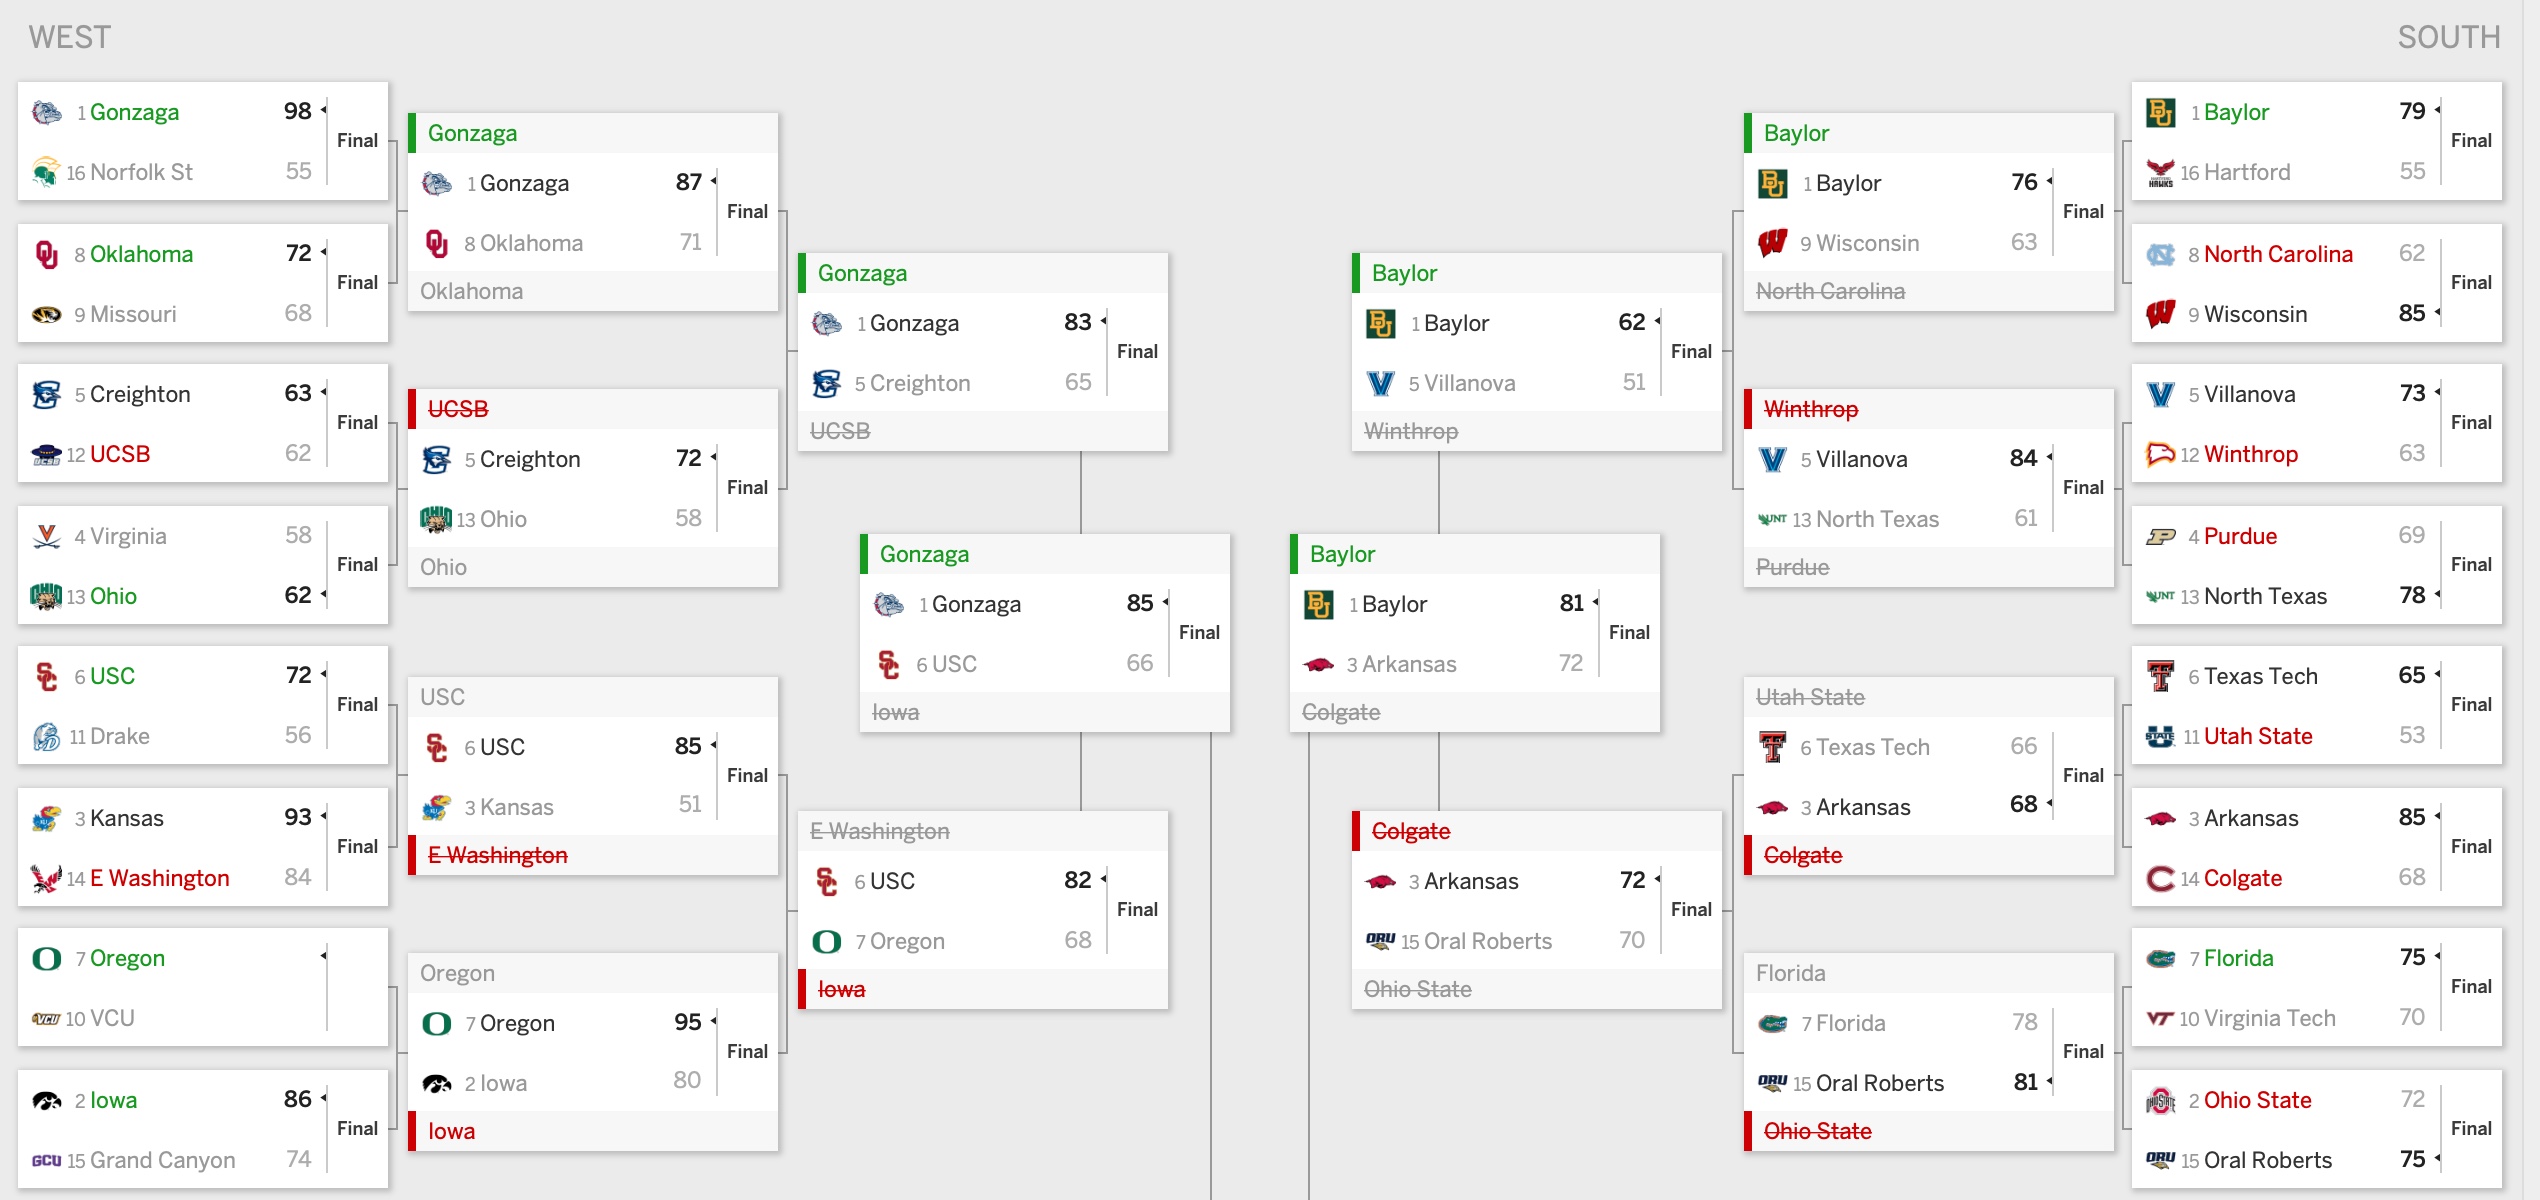 WEST
SOUTH
1 Gonzaga 98
16 Norfolk St 55
Final
8 Oklahoma 72
9 Missouri 68
Final
5 Creighton 63
12 UCSB 62
Final
4 Virginia 58
13 Ohio 62
Final
6 USC 72
11 Drake 56
Final
3 Kansas 93
14 E Washington 84
Final
7 Oregon
10 VCU
2 Iowa 86
15 Grand Canyon 74
Final
Gonzaga
1 Gonzaga 87
8 Oklahoma 71
Final
Oklahoma
UCSB
5 Creighton 72
13 Ohio 58
Final
Ohio
USC
6 USC 85
3 Kansas 51
Final
E Washington
Oregon
7 Oregon 95
2 Iowa 80
Final
Iowa
Gonzaga
1 Gonzaga 83
5 Creighton 65
Final
UCSB
E Washington
6 USC 82
7 Oregon 68
Final
Iowa
Gonzaga
1 Gonzaga 85
6 USC 66
Final
Iowa
Baylor
1 Baylor 81
3 Arkansas 72
Final
Colgate
Baylor
1 Baylor 62
5 Villanova 51
Final
Winthrop
Colgate
3 Arkansas 72
15 Oral Roberts 70
Final
Ohio State
Baylor
1 Baylor 76
9 Wisconsin 63
Final
North Carolina
Winthrop
5 Villanova 84
13 North Texas 61
Final
Purdue
Utah State
6 Texas Tech 66
3 Arkansas 68
Final
Colgate
Florida
7 Florida 78
15 Oral Roberts 81
Final
Ohio State
1 Baylor 79
16 Hartford 55
Final
8 North Carolina 62
9 Wisconsin 85
Final
5 Villanova 73
12 Winthrop 63
Final
4 Purdue 69
13 North Texas 78
Final
6 Texas Tech 65
11 Utah State 53
Final
3 Arkansas 85
14 Colgate 68
Final
7 Florida 75
10 Virginia Tech 70
Final
2 Ohio State 72
15 Oral Roberts 75
Final